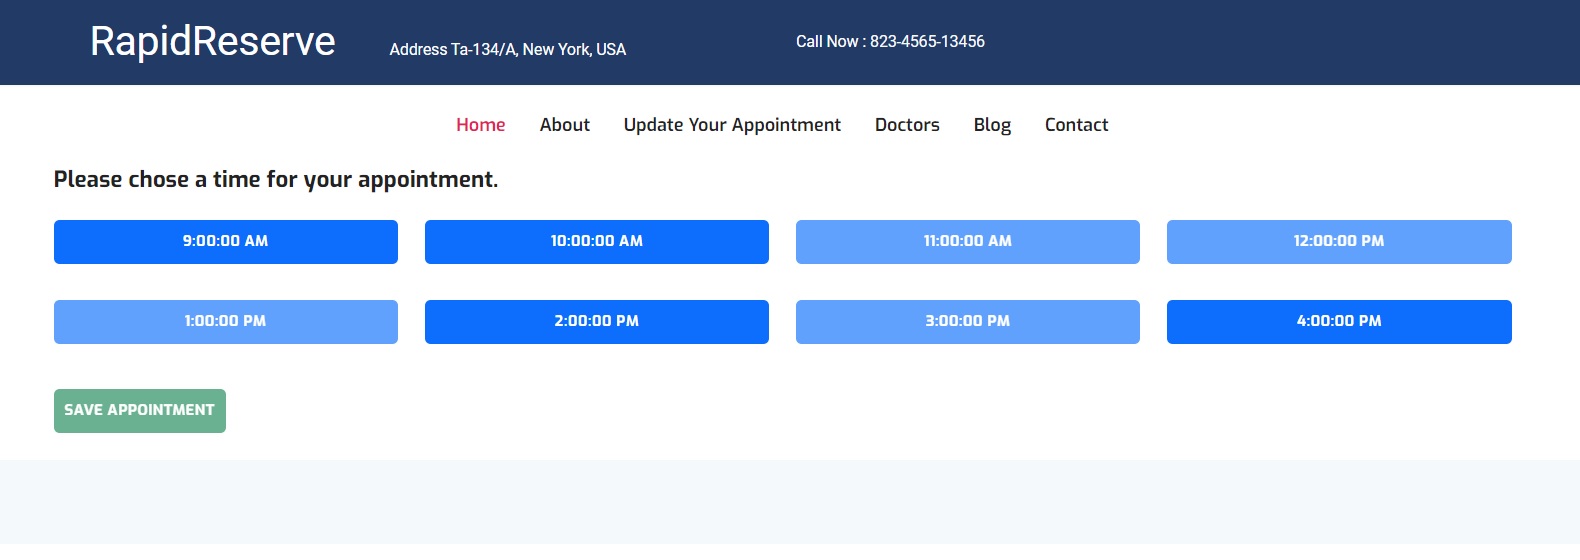 RapidReserve
Address Ta-134/A, New York, USA
Call Now : 823-4565-13456
Home About Update Your Appointment Doctors Blog Contact
Please chose a time for your appointment.
9:00:00 AM 10:00:00 AM 11:00:00 AM 12:00:00 PM
1:00:00 PM 2:00:00 PM 3:00:00 PM 4:00:00 PM
SAVE APPOINTMENT